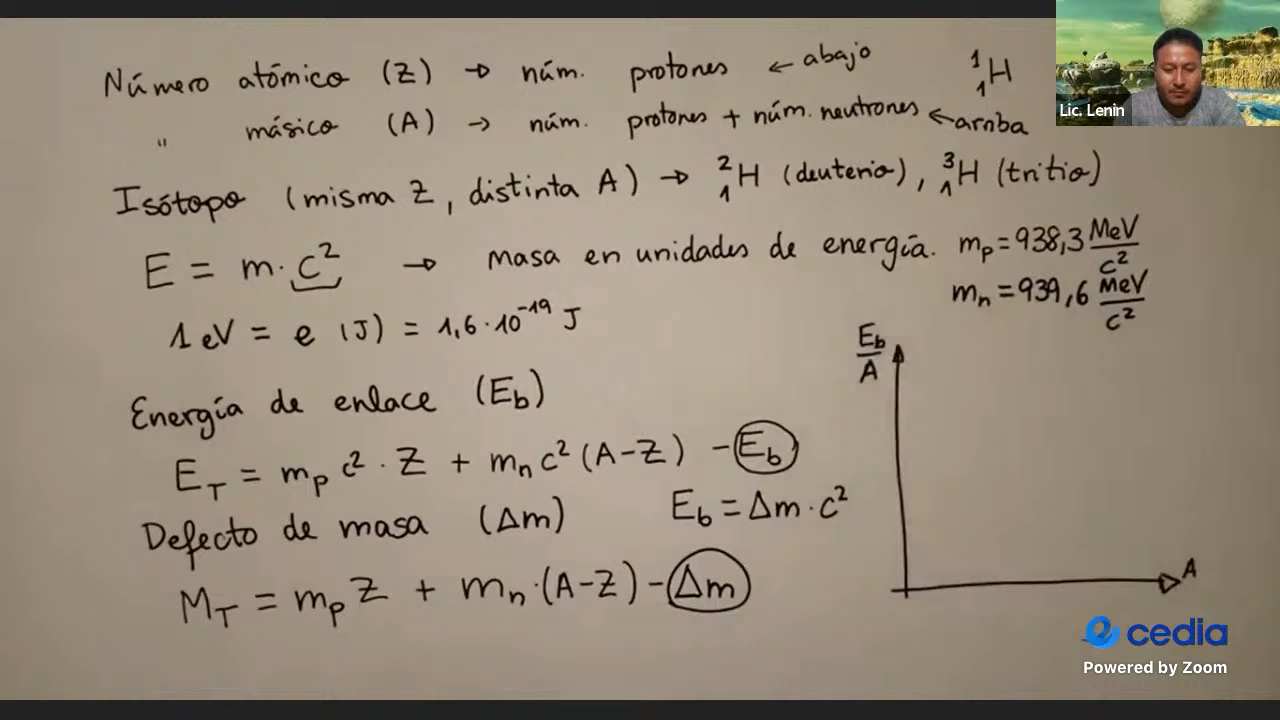 Número atómico (Z) → núm. protones ← abajo
¹₁H
" másico (A) → núm. protones + núm. neutrones ← arriba
Isótopo (misma Z, distinta A) → ²₁H (deuterio), ³₁H (tritio)
E = m·c² → masa en unidades de energía. mp = 938,3 MeV/c²
mn = 939,6 MeV/c²
1 eV = e (J) = 1,6·10⁻¹⁹ J
Energía de enlace (Eb)
ET = mp c²·Z + mn c² (A-Z) - Eb
Defecto de masa (Δm)
Eb = Δm·c²
MT = mp Z + mn·(A-Z) - Δm
Eb/A
A
Lic. Lenin
cedia
Powered by Zoom